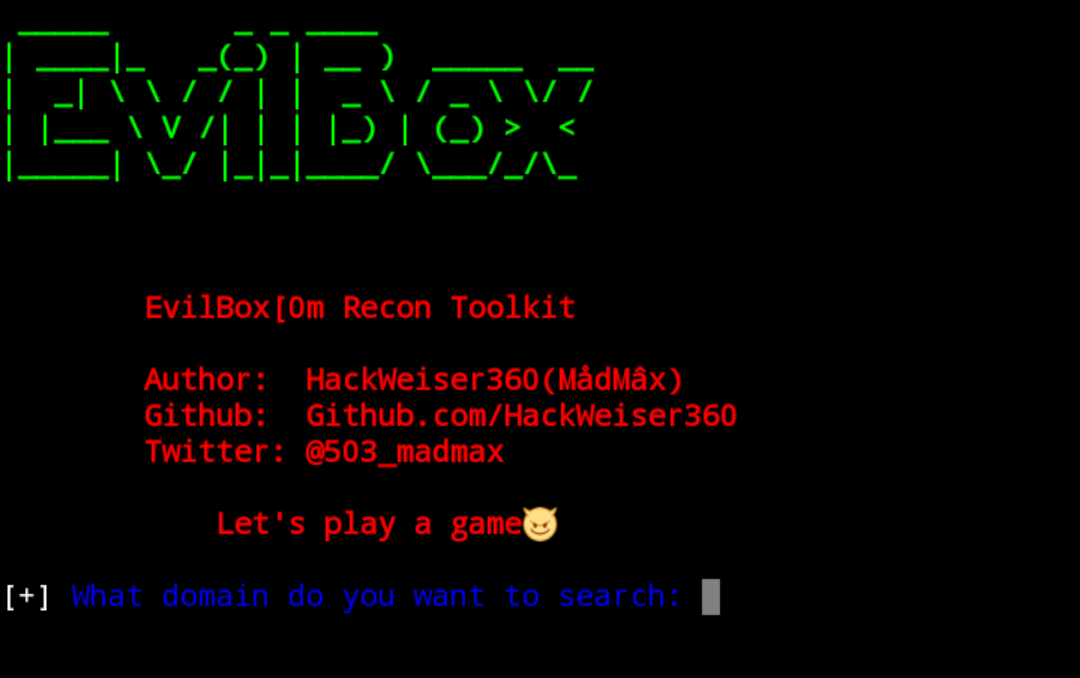 EvilBox
EvilBox[0m Recon Toolkit
Author: HackWeiser360(MådMâx)
Github: Github.com/HackWeiser360
Twitter: @503_madmax
Let's play a game😈
[+] What domain do you want to search: